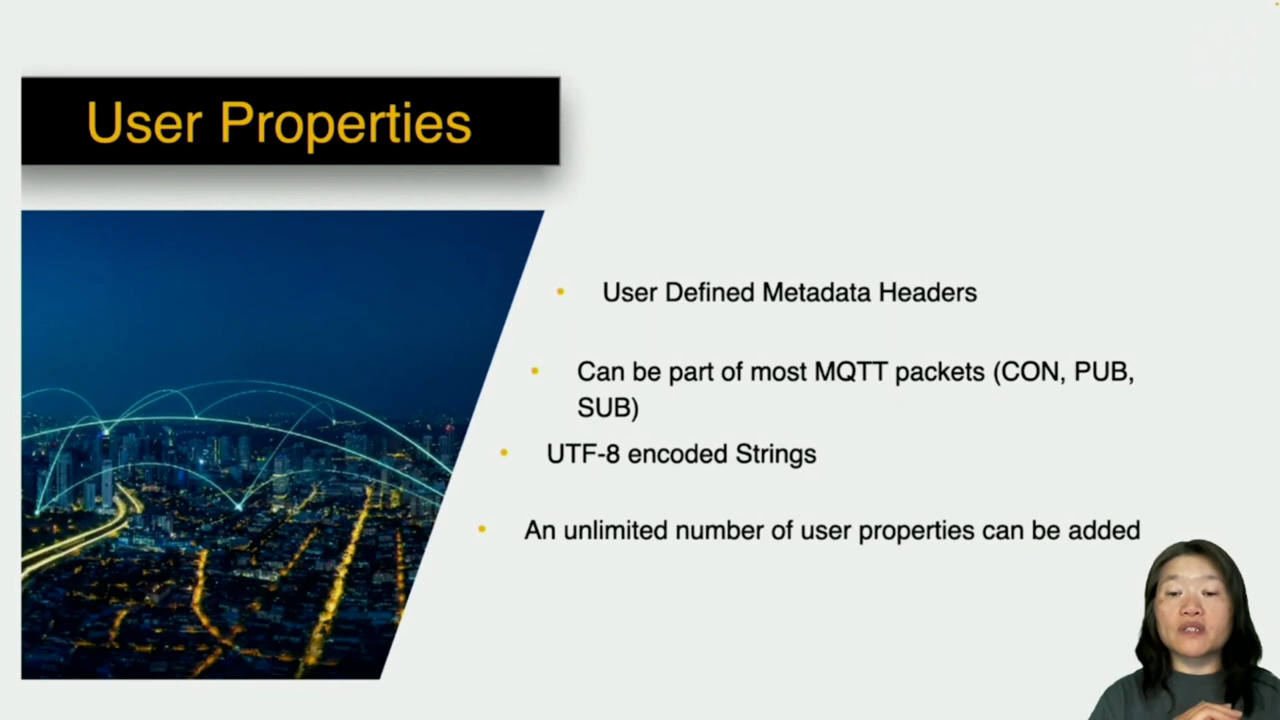 User Properties
• User Defined Metadata Headers
• Can be part of most MQTT packets (CON, PUB,
SUB)
• UTF-8 encoded Strings
• An unlimited number of user properties can be added